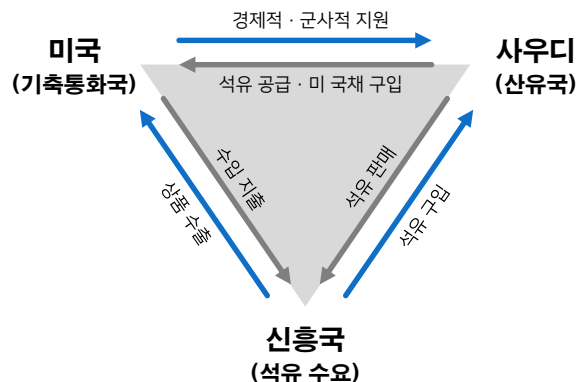 경제적 · 군사적 지원
미국
(기축통화국)
사우디
(산유국)
석유 공급 · 미 국채 구입
수입 지출
석유 판매
상품 수출
석유 구입
신흥국
(석유 수요)